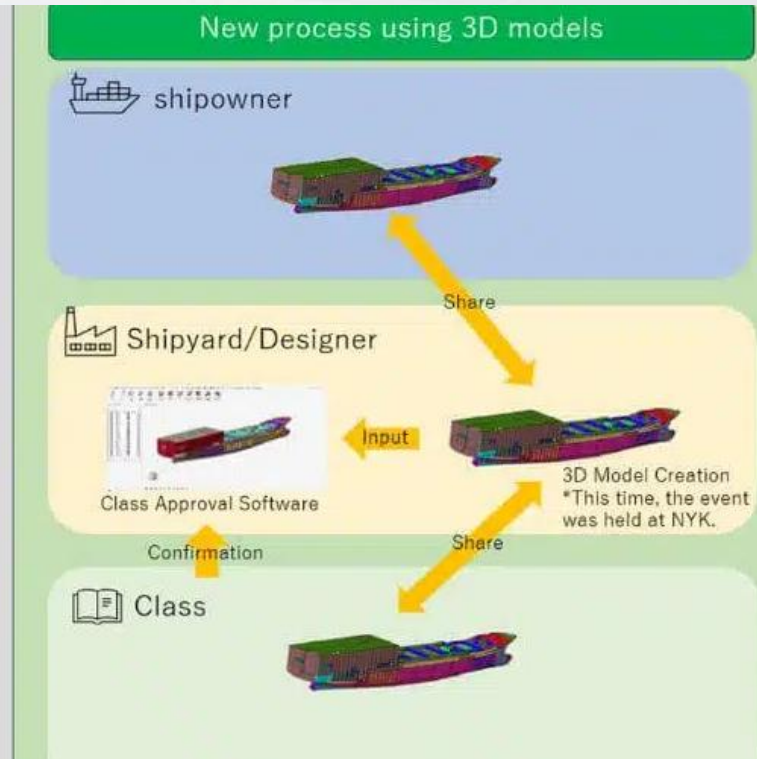 New process using 3D models
shipowner
Share
Shipyard/Designer
Input
Class Approval Software
3D Model Creation
*This time, the event
was held at NYK.
Confirmation
Share
Class